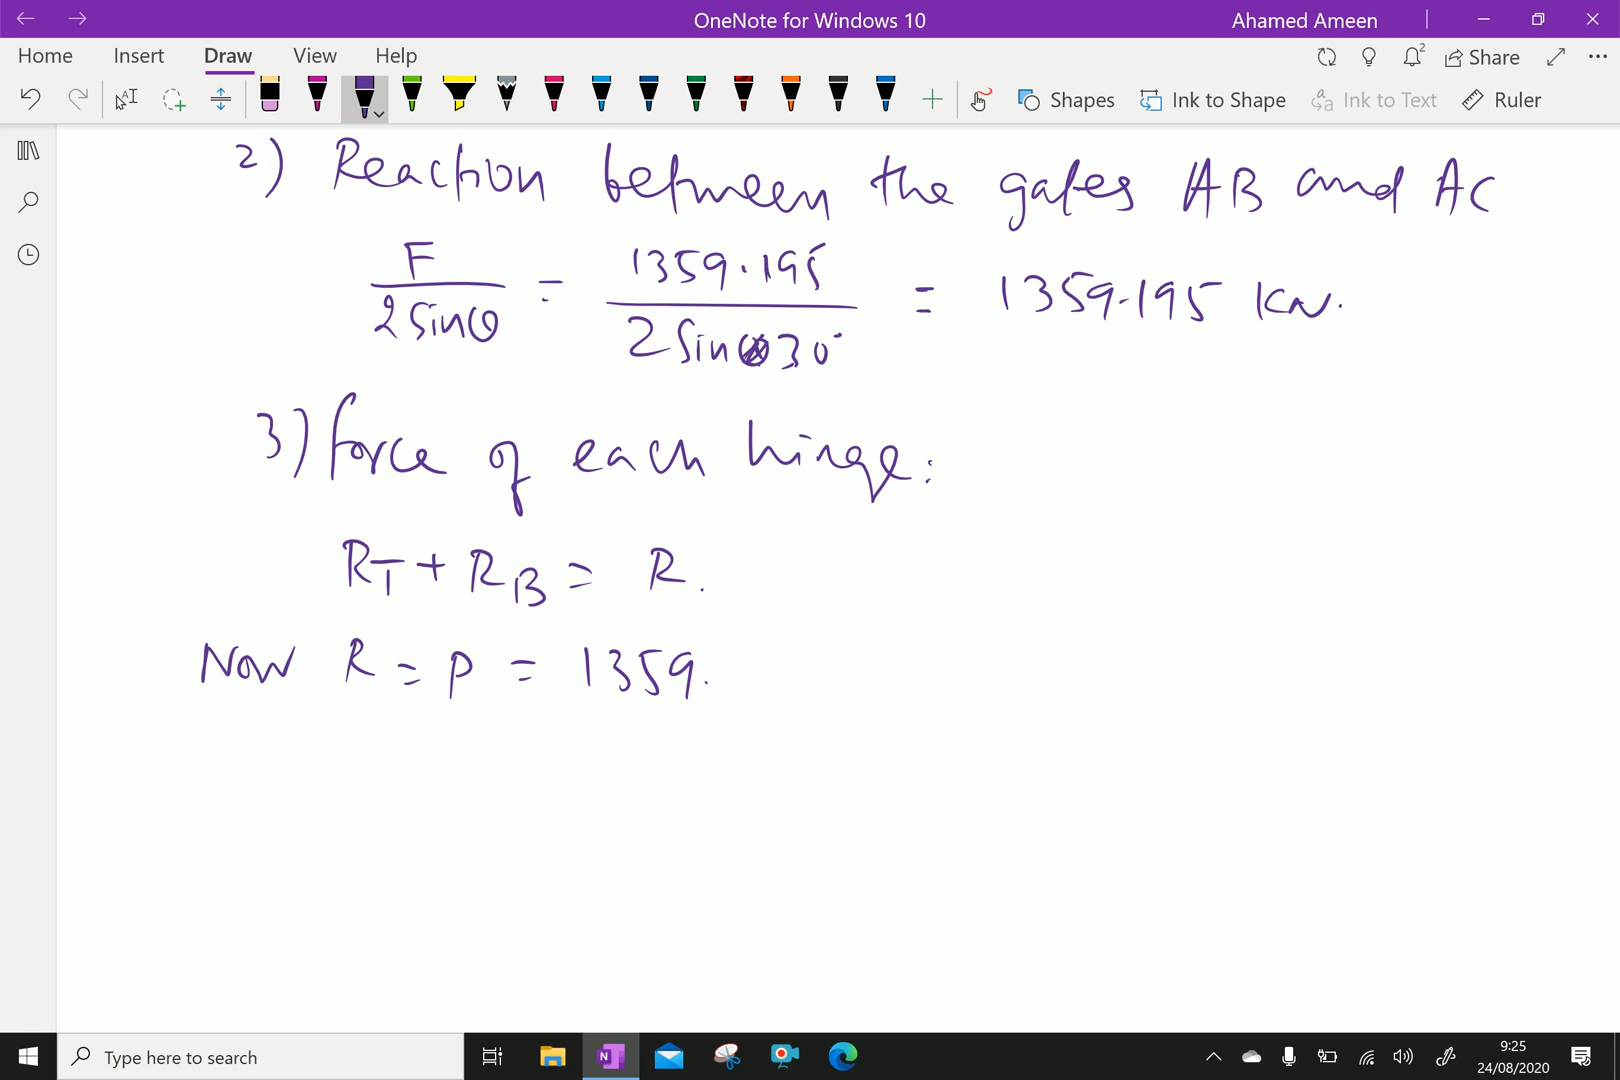 OneNote for Windows 10
Ahamed Ameen
Home Insert Draw View Help
2 Share
Shapes Ink to Shape Ink to Text Ruler
2) Reaction between the gates AB and AC
F / 2 Sinθ = 1359.195 / 2 Sin 30° = 1359.195 KN.
3) force of each hinge:
RT + RB = R.
Now R = P = 1359.
Type here to search
9:25
24/08/2020